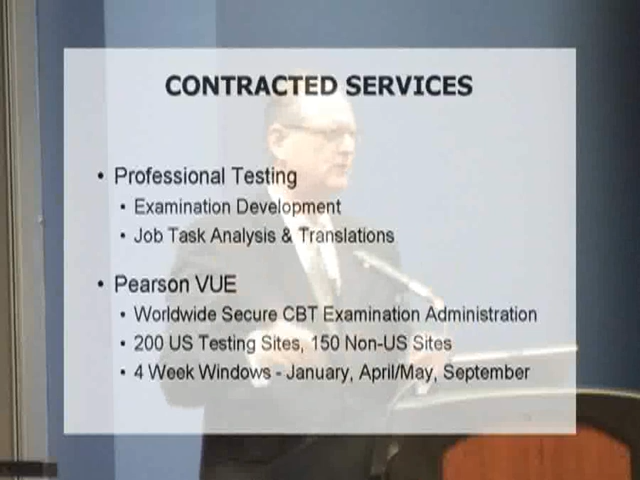 CONTRACTED SERVICES
• Professional Testing
• Examination Development
• Job Task Analysis & Translations
• Pearson VUE
• Worldwide Secure CBT Examination Administration
• 200 US Testing Sites, 150 Non-US Sites
• 4 Week Windows - January, April/May, September